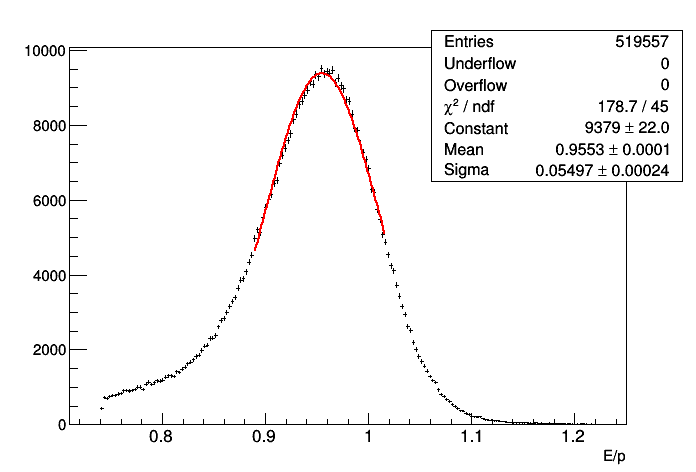 Entries 519557
Underflow 0
Overflow 0
χ² / ndf 178.7 / 45
Constant 9379 ± 22.0
Mean 0.9553 ± 0.0001
Sigma 0.05497 ± 0.00024
10000
8000
6000
4000
2000
0
0.8 0.9 1 1.1 1.2
E/p